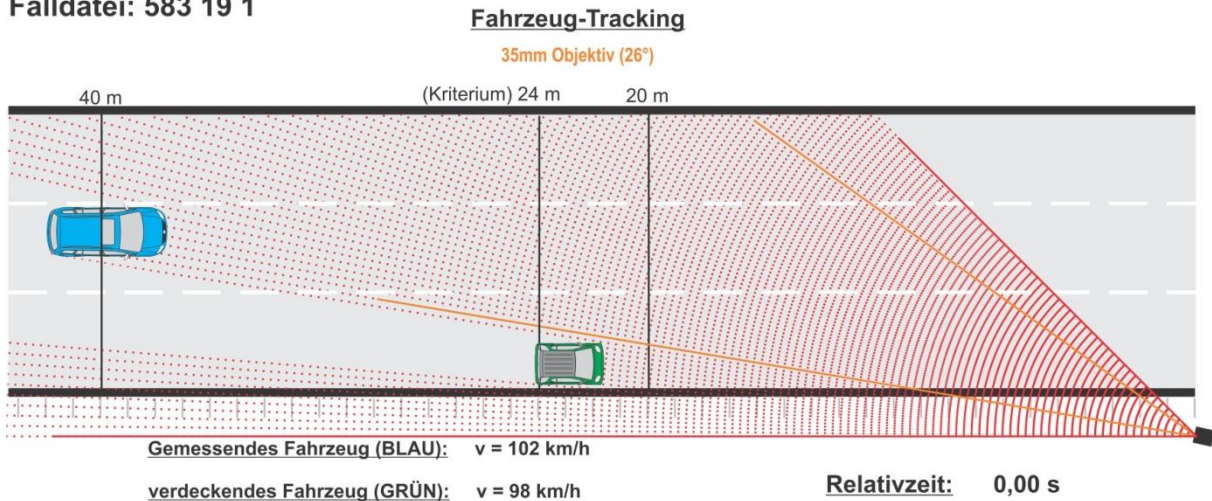 Falldatei: 583 19 1
Fahrzeug-Tracking
35mm Objektiv (26°)
40 m
(Kriterium) 24 m
20 m
Gemessendes Fahrzeug (BLAU): v = 102 km/h
verdeckendes Fahrzeug (GRÜN): v = 98 km/h
Relativzeit: 0,00 s